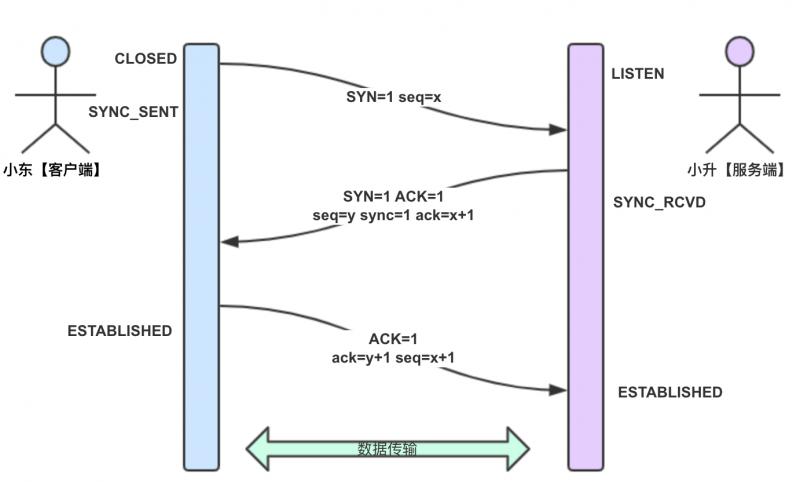 CLOSED
SYN=1 seq=x
LISTEN
SYNC_SENT
小东【客户端】
小升【服务端】
SYN=1 ACK=1
seq=y sync=1 ack=x+1
SYNC_RCVD
ESTABLISHED
ACK=1
ack=y+1 seq=x+1
ESTABLISHED
数据传输